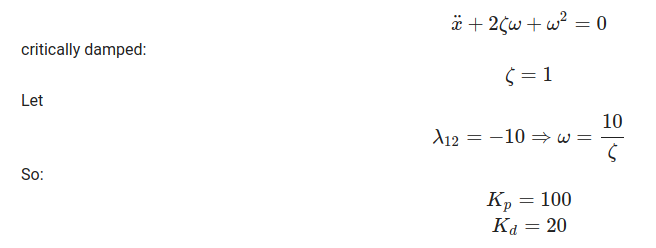 ẍ + 2ζω + ω² = 0
critically damped:
ζ = 1
Let
λ₁₂ = −10 ⇒ ω = 10/ζ
So:
Kₚ = 100
K_d = 20